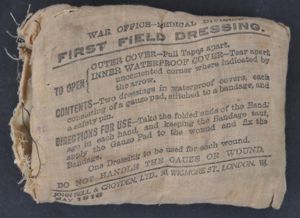 WAR OFFICE—MEDICAL DIVISION
FIRST FIELD DRESSING.
TO OPEN { OUTER COVER—Pull Tapes apart.
INNER WATERPROOF COVER—Tear apart
uncemented corner where indicated by
the arrow.
CONTENTS—Two dressings in waterproof covers, each
consisting of a gauze pad, stitched to a bandage, and
a safety pin.
DIRECTIONS FOR USE—Take the folded ends of the Band-
age in each hand, and keeping the Bandage taut,
apply the Gauze Pad to the wound and fix the
Bandage.
One Dressing to be used for each wound.
DO NOT HANDLE THE GAUZE OR WOUND.
JOHN BELL & CROYDEN, LTD., WIGMORE ST., LONDON, W.
MAY 1916